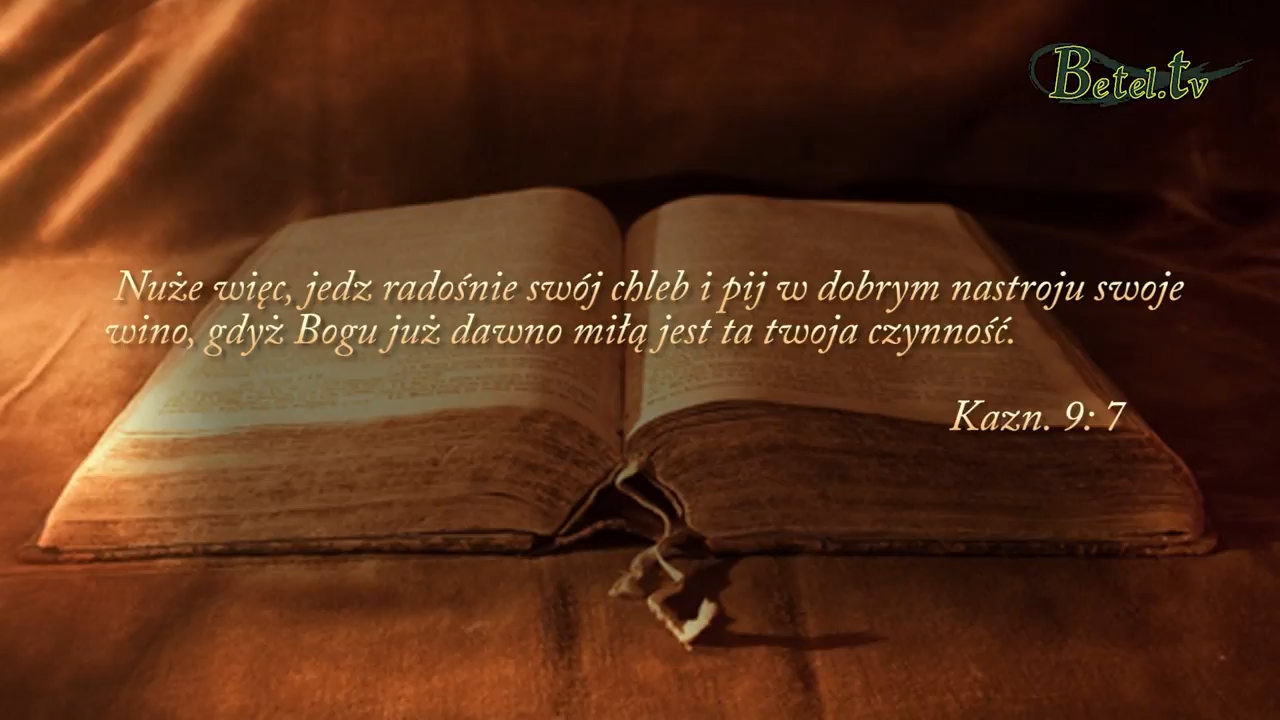 Betel.tv
Nuże więc, jedz radośnie swój chleb i pij w dobrym nastroju swoje
wino, gdyż Bogu już dawno miłą jest ta twoja czynność.
Kazn. 9: 7